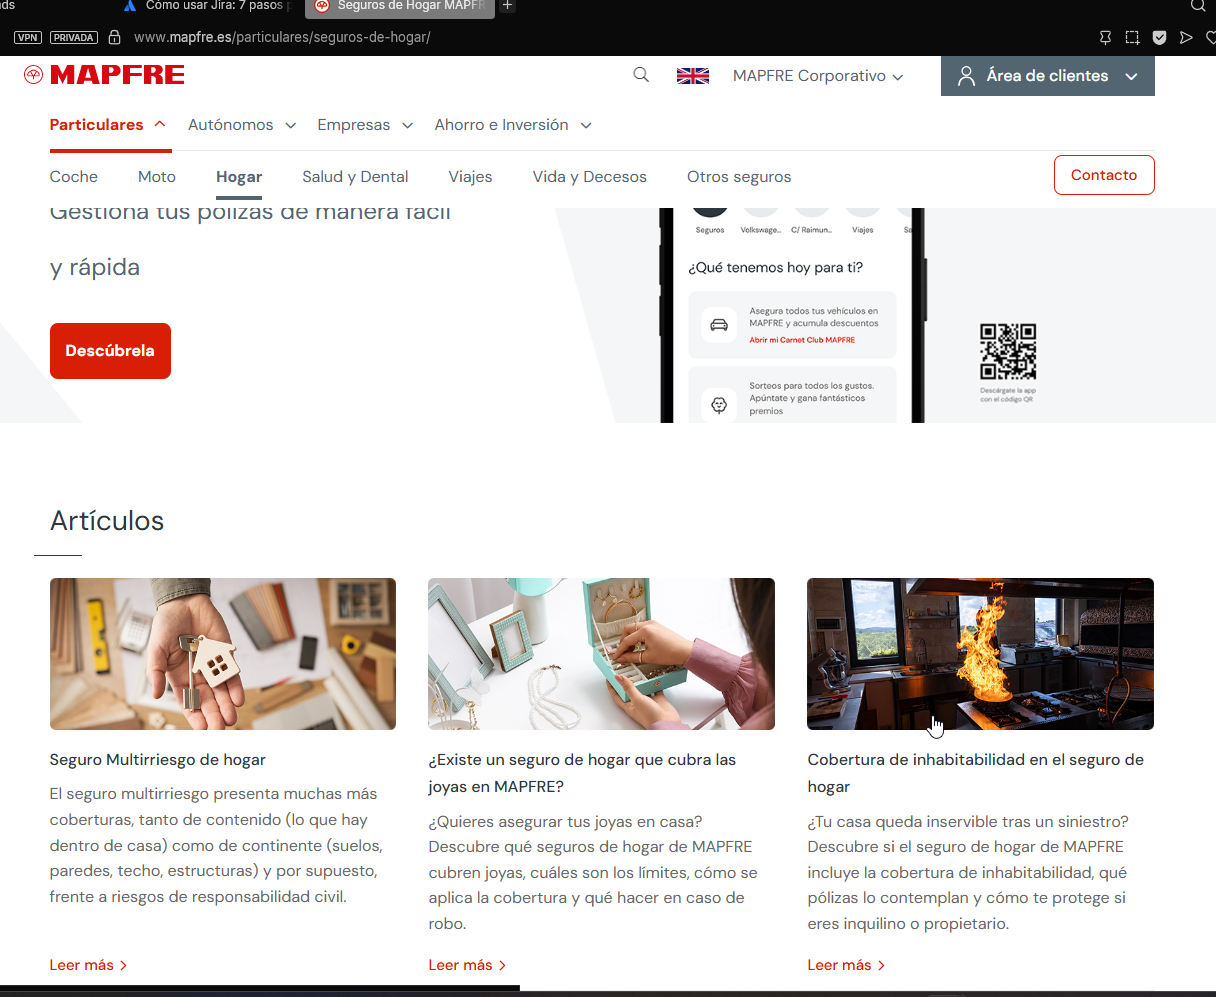 ds
Cómo usar Jira: 7 pasos p
Seguros de Hogar MAPFR
VPN
PRIVADA
www.mapfre.es/particulares/seguros-de-hogar/
MAPFRE
MAPFRE Corporativo
Área de clientes
Particulares
Autónomos
Empresas
Ahorro e Inversión
Coche
Moto
Hogar
Salud y Dental
Viajes
Vida y Decesos
Otros seguros
Contacto
Gestiona tus pólizas de manera fácil
y rápida
Descúbrela
Seguros
Volkswage...
C/ Raimun...
Viajes
Sa
¿Qué tenemos hoy para ti?
Asegura todos tus vehículos en
MAPFRE y acumula descuentos
Abrir mi Carnet Club MAPFRE
Sorteos para todos los gustos.
Apúntate y gana fantásticos
premios
Descárgate la app
con el código QR
Artículos
Seguro Multirriesgo de hogar
El seguro multirriesgo presenta muchas más
coberturas, tanto de contenido (lo que hay
dentro de casa) como de continente (suelos,
paredes, techo, estructuras) y por supuesto,
frente a riesgos de responsabilidad civil.
Leer más
¿Existe un seguro de hogar que cubra las
joyas en MAPFRE?
¿Quieres asegurar tus joyas en casa?
Descubre qué seguros de hogar de MAPFRE
cubren joyas, cuáles son los límites, cómo se
aplica la cobertura y qué hacer en caso de
robo.
Leer más
Cobertura de inhabitabilidad en el seguro de
hogar
¿Tu casa queda inservible tras un siniestro?
Descubre si el seguro de hogar de MAPFRE
incluye la cobertura de inhabitabilidad, qué
pólizas lo contemplan y cómo te protege si
eres inquilino o propietario.
Leer más